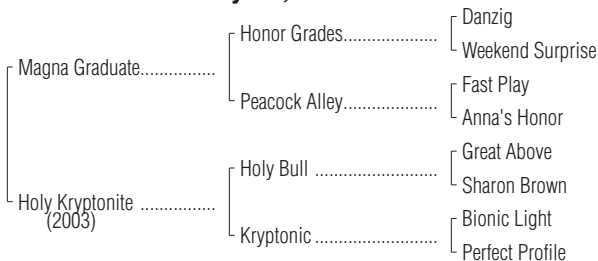 Danzig
Honor Grades....................
Weekend Surprise
Magna Graduate................
Fast Play
Peacock Alley....................
Anna's Honor
Great Above
Holy Bull ..........................
Sharon Brown
Holy Kryptonite ................
(2003)
Bionic Light
Kryptonic ..........................
Perfect Profile